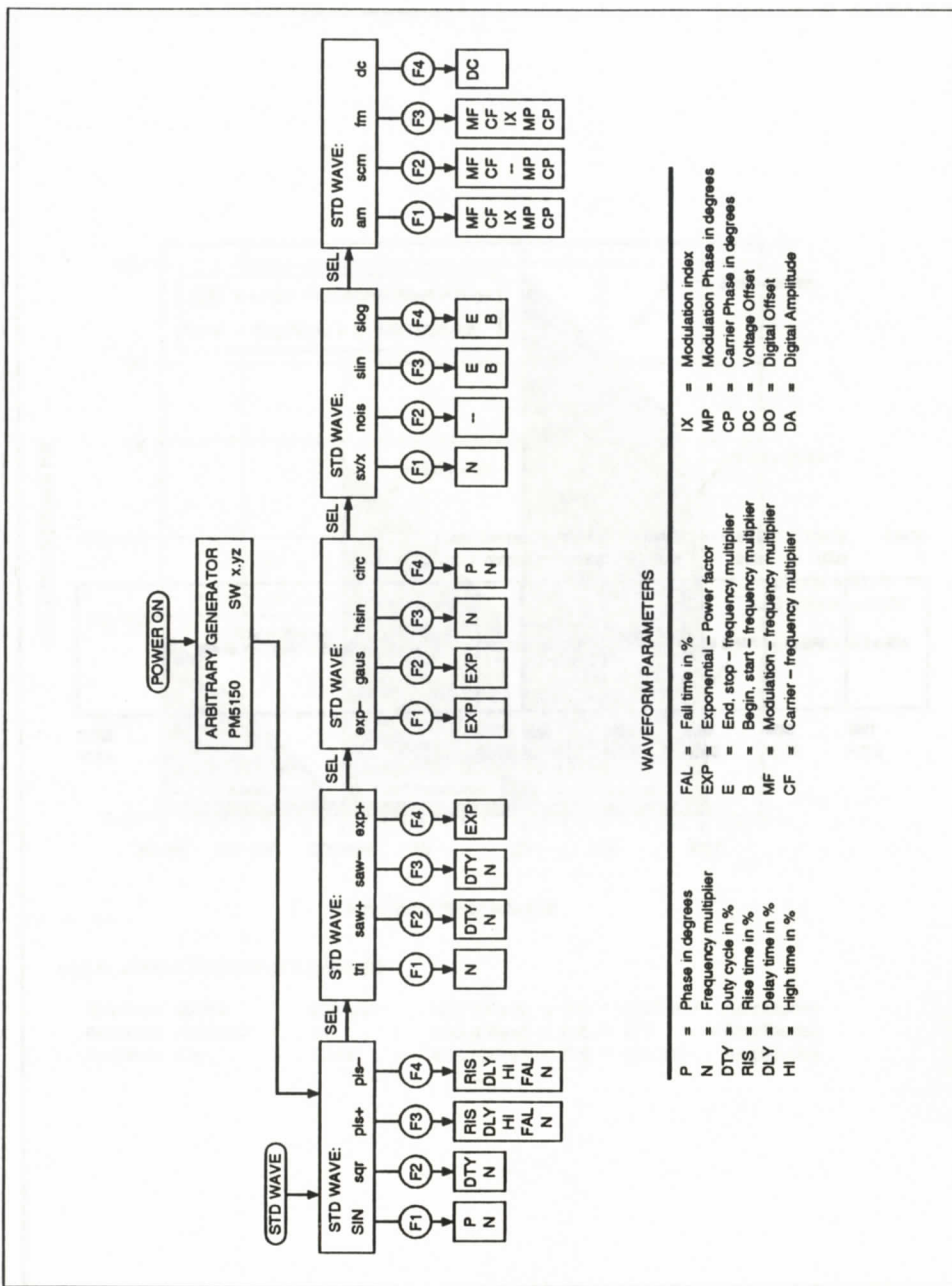 POWER ON
ARBITRARY GENERATOR
PM5150 SW x.yz
STD WAVE
STD WAVE:
SIN sqr pls+ pls–
F1 F2 F3 F4
P
N
DTY
N
RIS
DLY
HI
FAL
N
RIS
DLY
HI
FAL
N
SEL
STD WAVE:
tri saw+ saw– exp+
F1 F2 F3 F4
N
DTY
N
DTY
N
EXP
SEL
STD WAVE:
exp– gaus hsin circ
F1 F2 F3 F4
EXP
EXP
N
P
N
SEL
STD WAVE:
sx/x nois slin slog
F1 F2 F3 F4
N
--
E
B
E
B
SEL
STD WAVE:
am scm fm dc
F1 F2 F3 F4
MF
CF
IX
MP
CP
MF
CF
--
MP
CP
MF
CF
IX
MP
CP
DC
WAVEFORM PARAMETERS
P = Phase in degrees
N = Frequency multiplier
DTY = Duty cycle in %
RIS = Rise time in %
DLY = Delay time in %
HI = High time in %
FAL = Fall time in %
EXP = Exponential – Power factor
E = End, stop – frequency multiplier
B = Begin, start – frequency multiplier
MF = Modulation – frequency multiplier
CF = Carrier – frequency multiplier
IX = Modulation index
MP = Modulation Phase in degrees
CP = Carrier Phase in degrees
DC = Voltage Offset
DO = Digital Offset
DA = Digital Amplitude